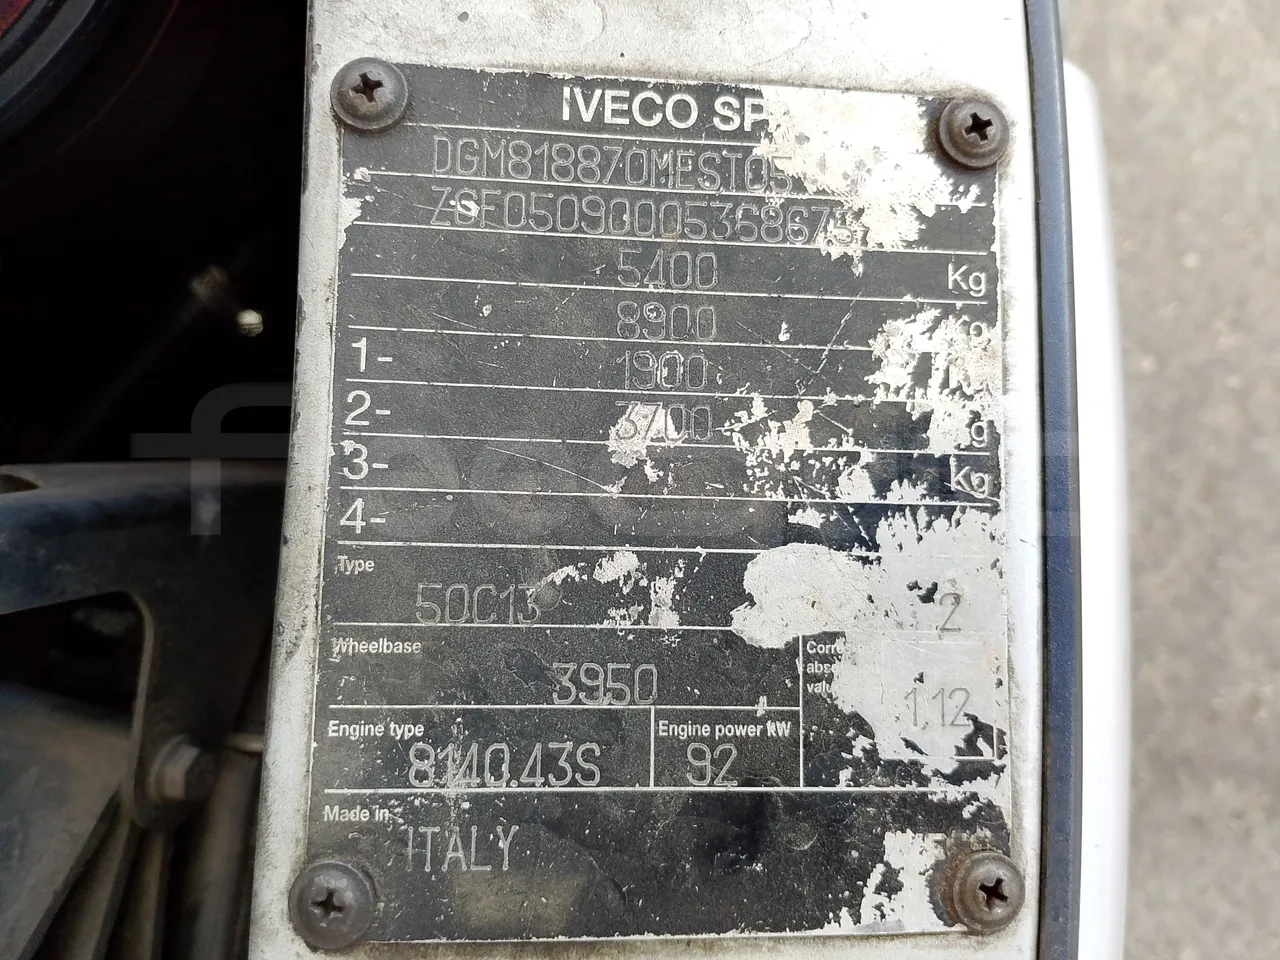 IVECO SP
DGM818870MEST05
ZCF0509000536867
5400 Kg
8900
1- 1900
2- 3700 Kg
3- Kg
4-
Type
50C13
2
Wheelbase
3950
1,12
Engine type Engine power kW
8140.43S 92
Made in
ITALY